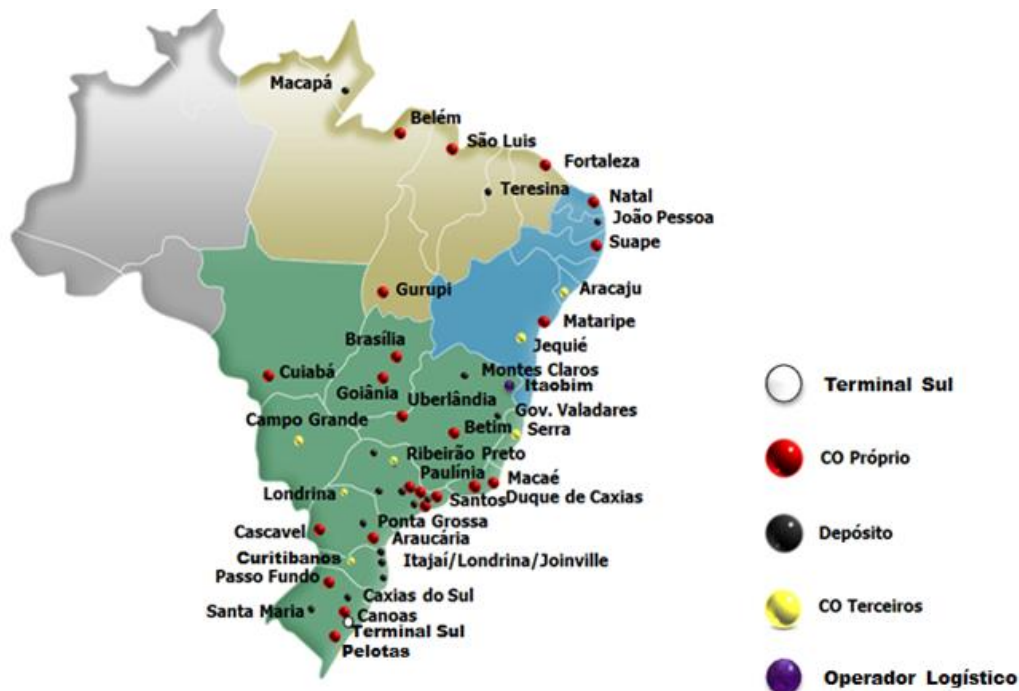 Macapá
Belém
São Luis
Fortaleza
Teresina
Natal
João Pessoa
Suape
Gurupi
Aracaju
Mataripe
Brasília
Jequié
Cuiabá
Montes Claros
Goiânia
Itaobim
Uberlândia
Gov. Valadares
Campo Grande
Betim
Serra
Ribeirão Preto
Paulínia
Macaé
Londrina
Santos
Duque de Caxias
Ponta Grossa
Cascavel
Araucária
Curitibanos
Itajaí/Londrina/Joinville
Passo Fundo
Caxias do Sul
Santa Maria
Canoas
Terminal Sul
Pelotas
Terminal Sul
CO Próprio
Depósito
CO Terceiros
Operador Logístico